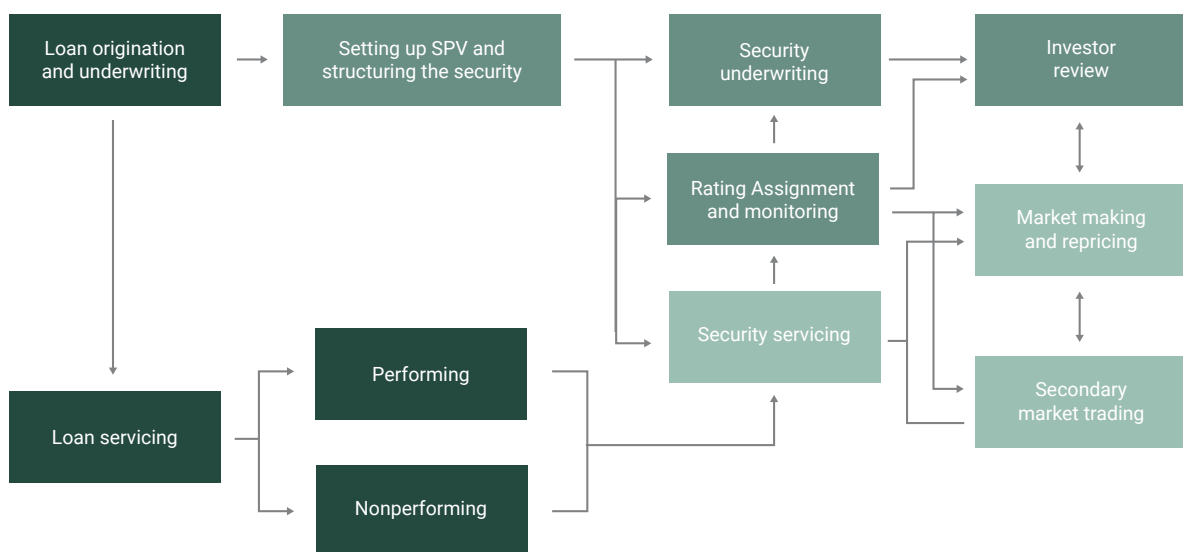 Loan origination
and underwriting
Setting up SPV and
structuring the security
Security
underwriting
Investor
review
Rating Assignment
and monitoring
Market making
and repricing
Security servicing
Performing
Secondary
market trading
Loan servicing
Nonperforming